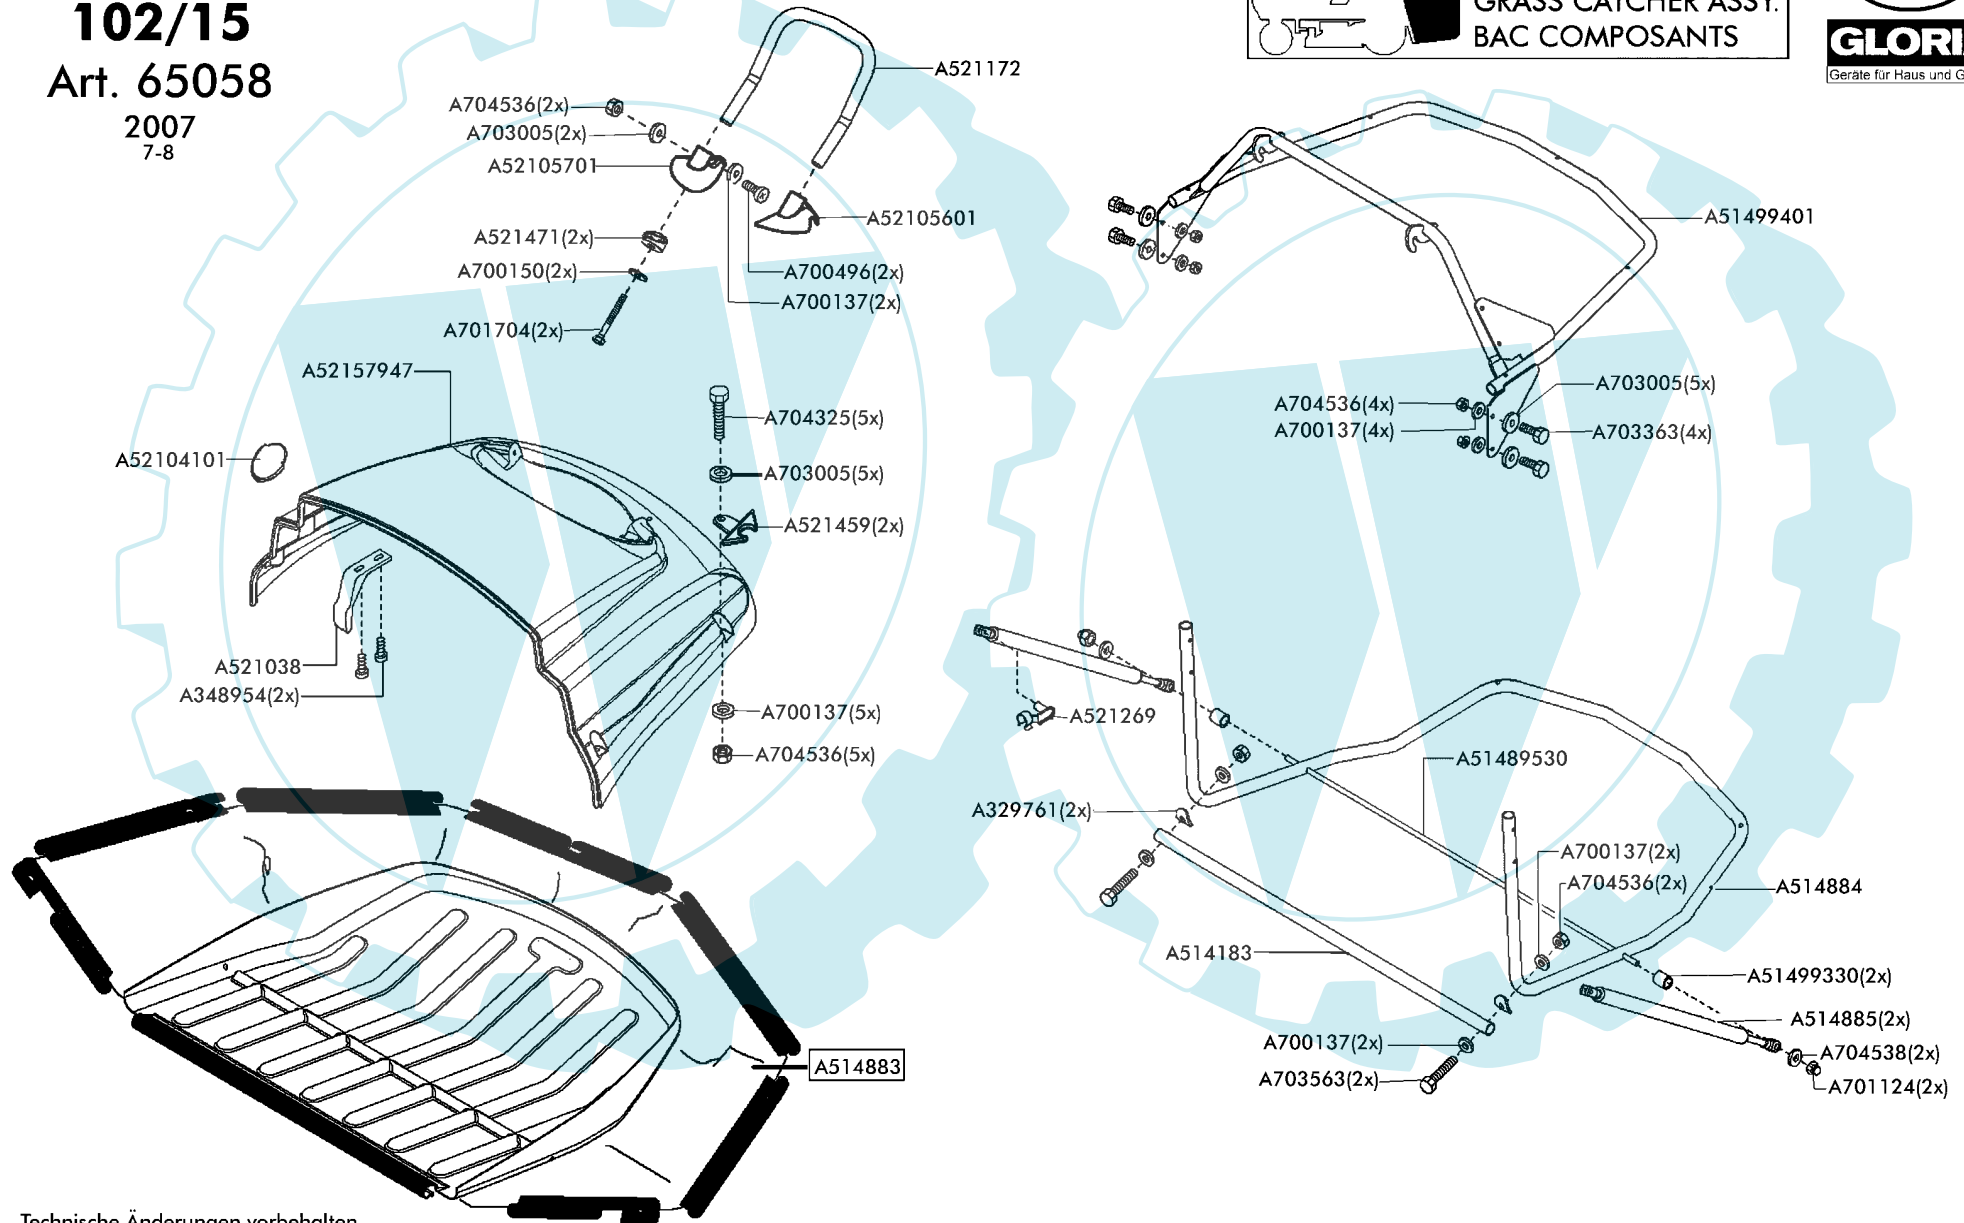 102/15
Art. 65058
2007
7-8
GRASS CATCHER ASSY.
BAC COMPOSANTS
GLORI
Geräte für Haus und G
A521172
A704536(2x)
A703005(2x)
A52105701
A52105601
A521471(2x)
A700150(2x)
A700496(2x)
A700137(2x)
A701704(2x)
A52157947
A704325(5x)
A52104101
A703005(5x)
A521459(2x)
A521038
A348954(2x)
A700137(5x)
A704536(5x)
A514883
A51499401
A703005(5x)
A704536(4x)
A700137(4x)
A703363(4x)
A521269
A51489530
A329761(2x)
A700137(2x)
A704536(2x)
A514884
A514183
A51499330(2x)
A514885(2x)
A700137(2x)
A704538(2x)
A703563(2x)
A701124(2x)
Technische Änderungen vorbehalten